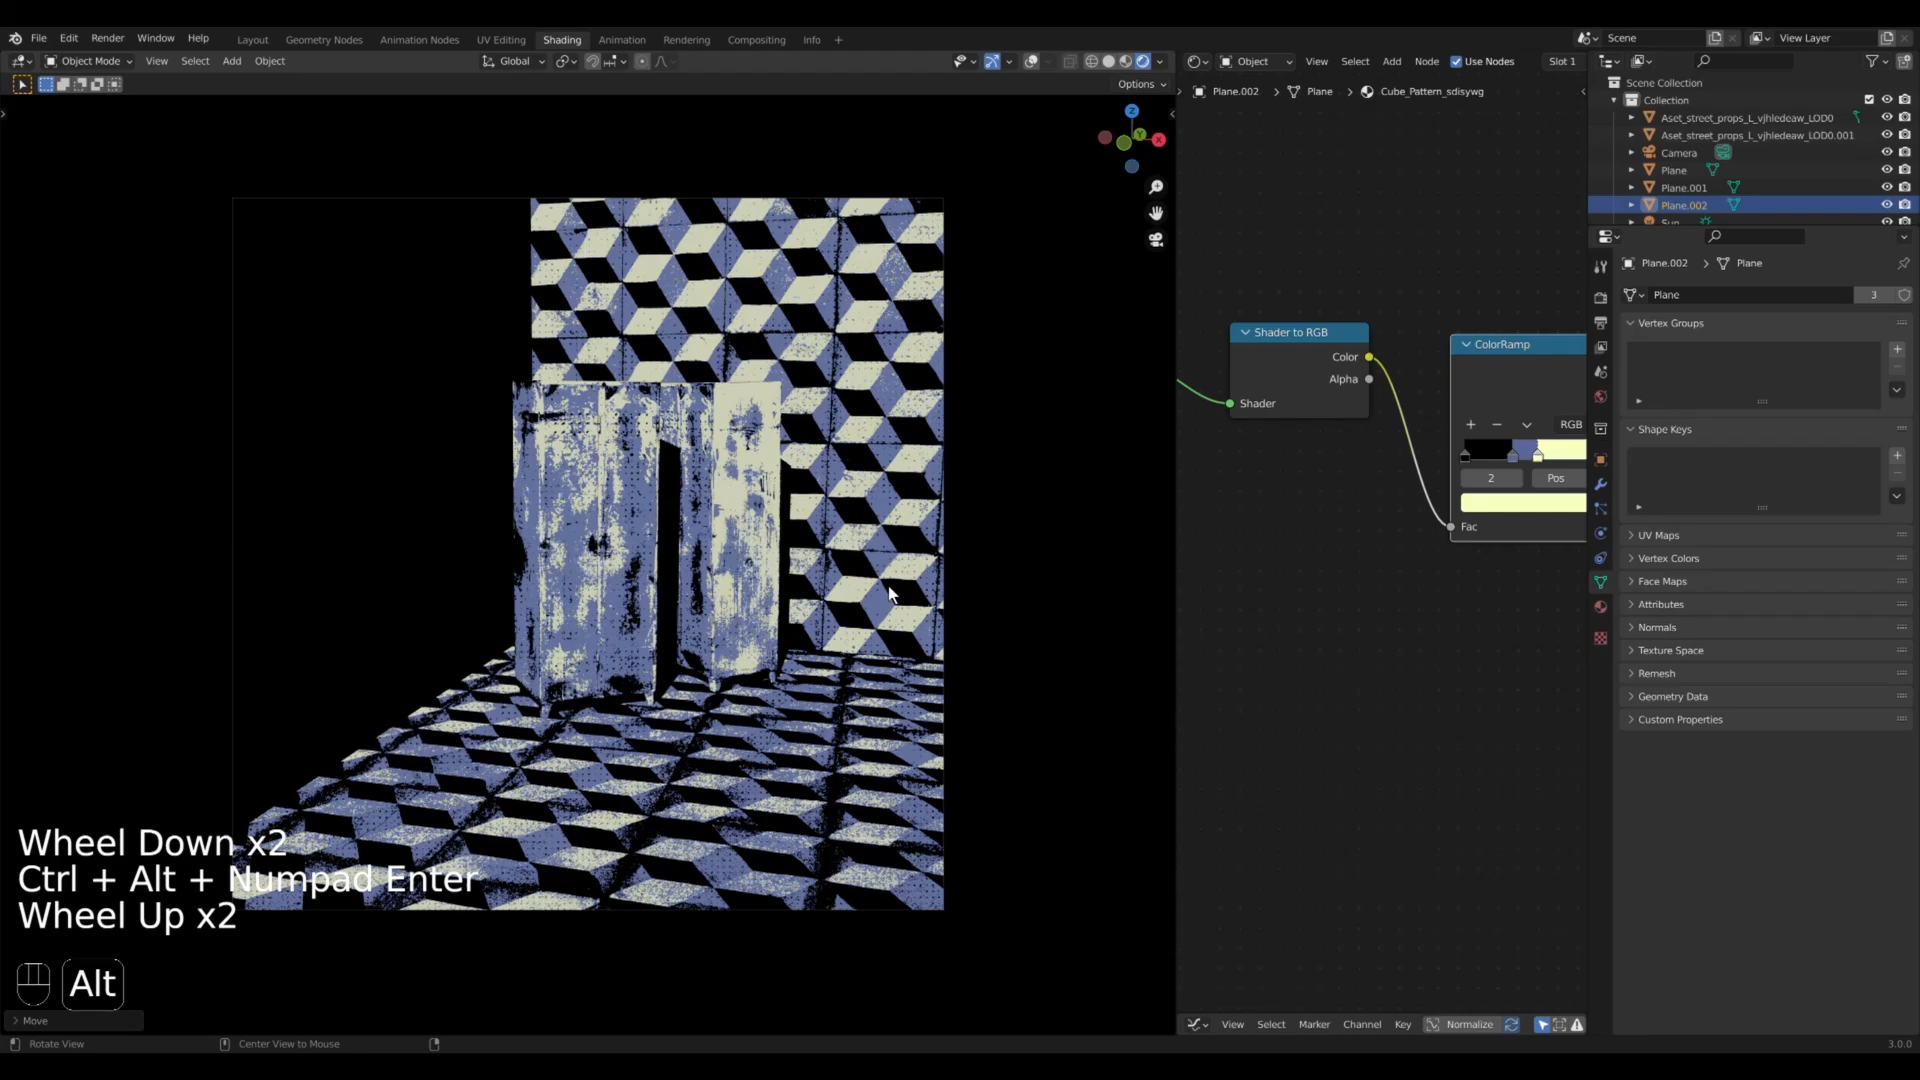 File Edit Render Window Help Layout Geometry Nodes Animation Nodes UV Editing Shading Animation Rendering Compositing Info + Scene View Layer
Object Mode View Select Add Object Global Object View Select Add Node Use Nodes Slot 1
Options
Plane.002 > Plane > Cube_Pattern_sdisywg
Scene Collection
Collection
Aset_street_props_L_vjhledeaw_LOD0
Aset_street_props_L_vjhledeaw_LOD0.001
Camera
Plane
Plane.001
Plane.002
Sun
Z
Y
X
Plane.002 > Plane
Plane 3
Vertex Groups
Shape Keys
UV Maps
Vertex Colors
Face Maps
Attributes
Normals
Texture Space
Remesh
Geometry Data
Custom Properties
Shader to RGB
Color
Alpha
Shader
ColorRamp
+ − RGB
2 Pos
Fac
Wheel Down x2
Ctrl + Alt + Numpad Enter
Wheel Up x2
Alt
Move
View Select Marker Channel Key Normalize
Rotate View Center View to Mouse 3.0.0